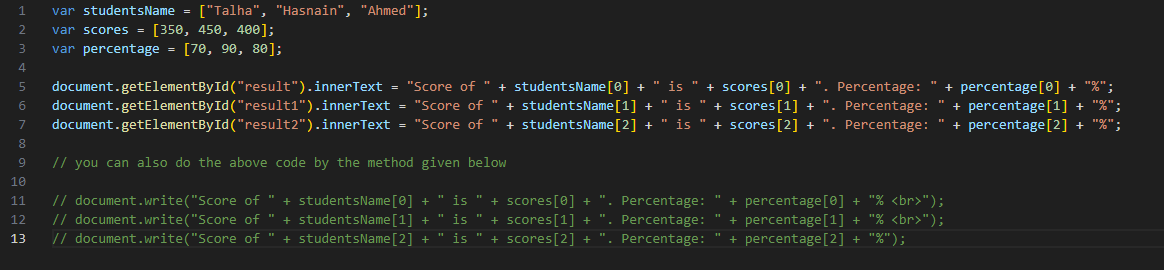 1 var studentsName = ["Talha", "Hasnain", "Ahmed"];
2 var scores = [350, 450, 400];
3 var percentage = [70, 90, 80];
4
5 document.getElementById("result").innerText = "Score of " + studentsName[0] + " is " + scores[0] + ". Percentage: " + percentage[0] + "%";
6 document.getElementById("result1").innerText = "Score of " + studentsName[1] + " is " + scores[1] + ". Percentage: " + percentage[1] + "%";
7 document.getElementById("result2").innerText = "Score of " + studentsName[2] + " is " + scores[2] + ". Percentage: " + percentage[2] + "%";
8
9 // you can also do the above code by the method given below
10
11 // document.write("Score of " + studentsName[0] + " is " + scores[0] + ". Percentage: " + percentage[0] + "% <br>");
12 // document.write("Score of " + studentsName[1] + " is " + scores[1] + ". Percentage: " + percentage[1] + "% <br>");
13 // document.write("Score of " + studentsName[2] + " is " + scores[2] + ". Percentage: " + percentage[2] + "%");